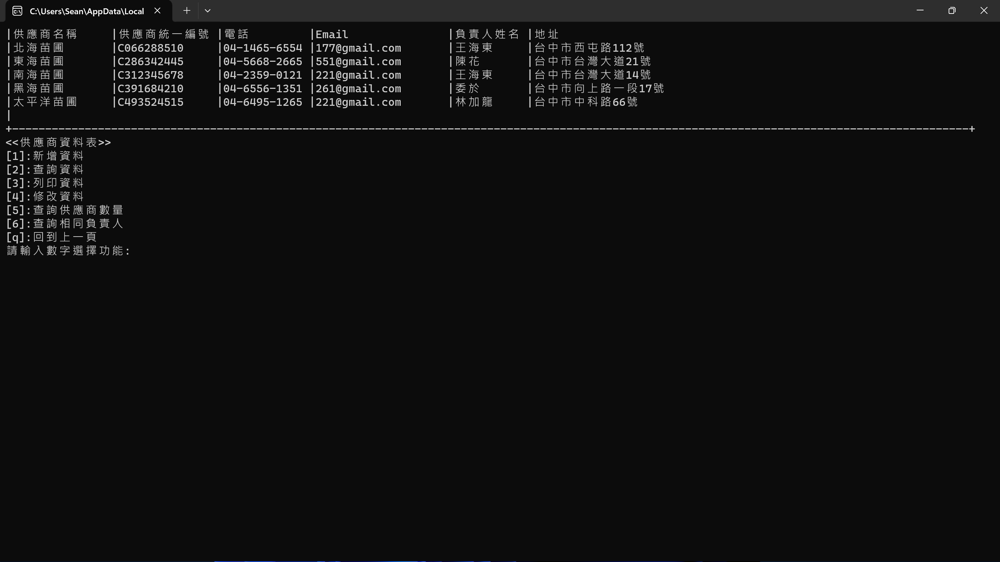 C:\Users\Sean\AppData\Local
|供應商名稱 |供應商統一編號 |電話 |Email |負責人姓名 |地址
|北海苗圃 |C066288510 |04-1465-6554 |177@gmail.com |王海東 |台中市西屯路112號
|東海苗圃 |C286342445 |04-5668-2665 |551@gmail.com |陳花 |台中市台灣大道21號
|南海苗圃 |C312345678 |04-2359-0121 |221@gmail.com |王海東 |台中市台灣大道14號
|黑海苗圃 |C391684210 |04-6556-1351 |261@gmail.com |委於 |台中市向上路一段17號
|太平洋苗圃 |C493524515 |04-6495-1265 |221@gmail.com |林加龍 |台中市中科路66號
|
+--------------------------------------------------------------------------------------------------------------------------------------------------+
<<供應商資料表>>
[1]:新增資料
[2]:查詢資料
[3]:列印資料
[4]:修改資料
[5]:查詢供應商數量
[6]:查詢相同負責人
[q]:回到上一頁
請輸入數字選擇功能: